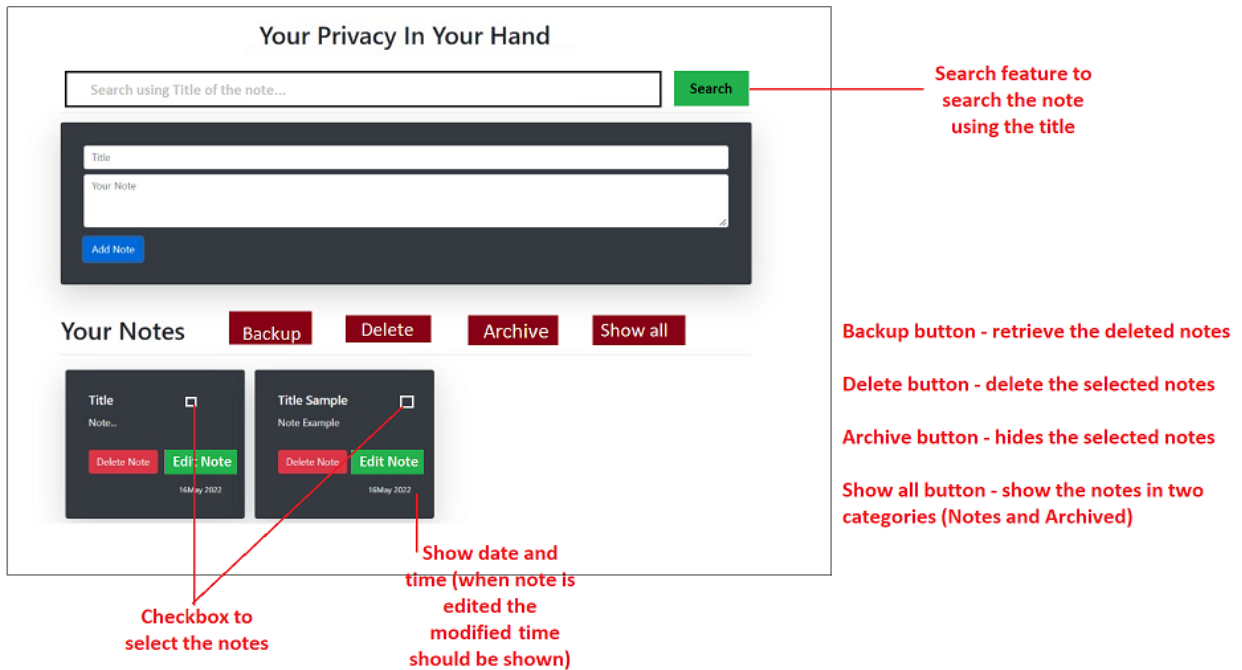 Your Privacy In Your Hand
Search using Title of the note...
Search
Search feature to
search the note
using the title
Title
Your Note
Add Note
Your Notes
Backup
Delete
Archive
Show all
Backup button - retrieve the deleted notes
Delete button - delete the selected notes
Archive button - hides the selected notes
Show all button - show the notes in two
categories (Notes and Archived)
Title
Note...
Delete Note
Edit Note
16May 2022
Title Sample
Note Example
Delete Note
Edit Note
16May 2022
Show date and
time (when note is
edited the
modified time
should be shown)
Checkbox to
select the notes